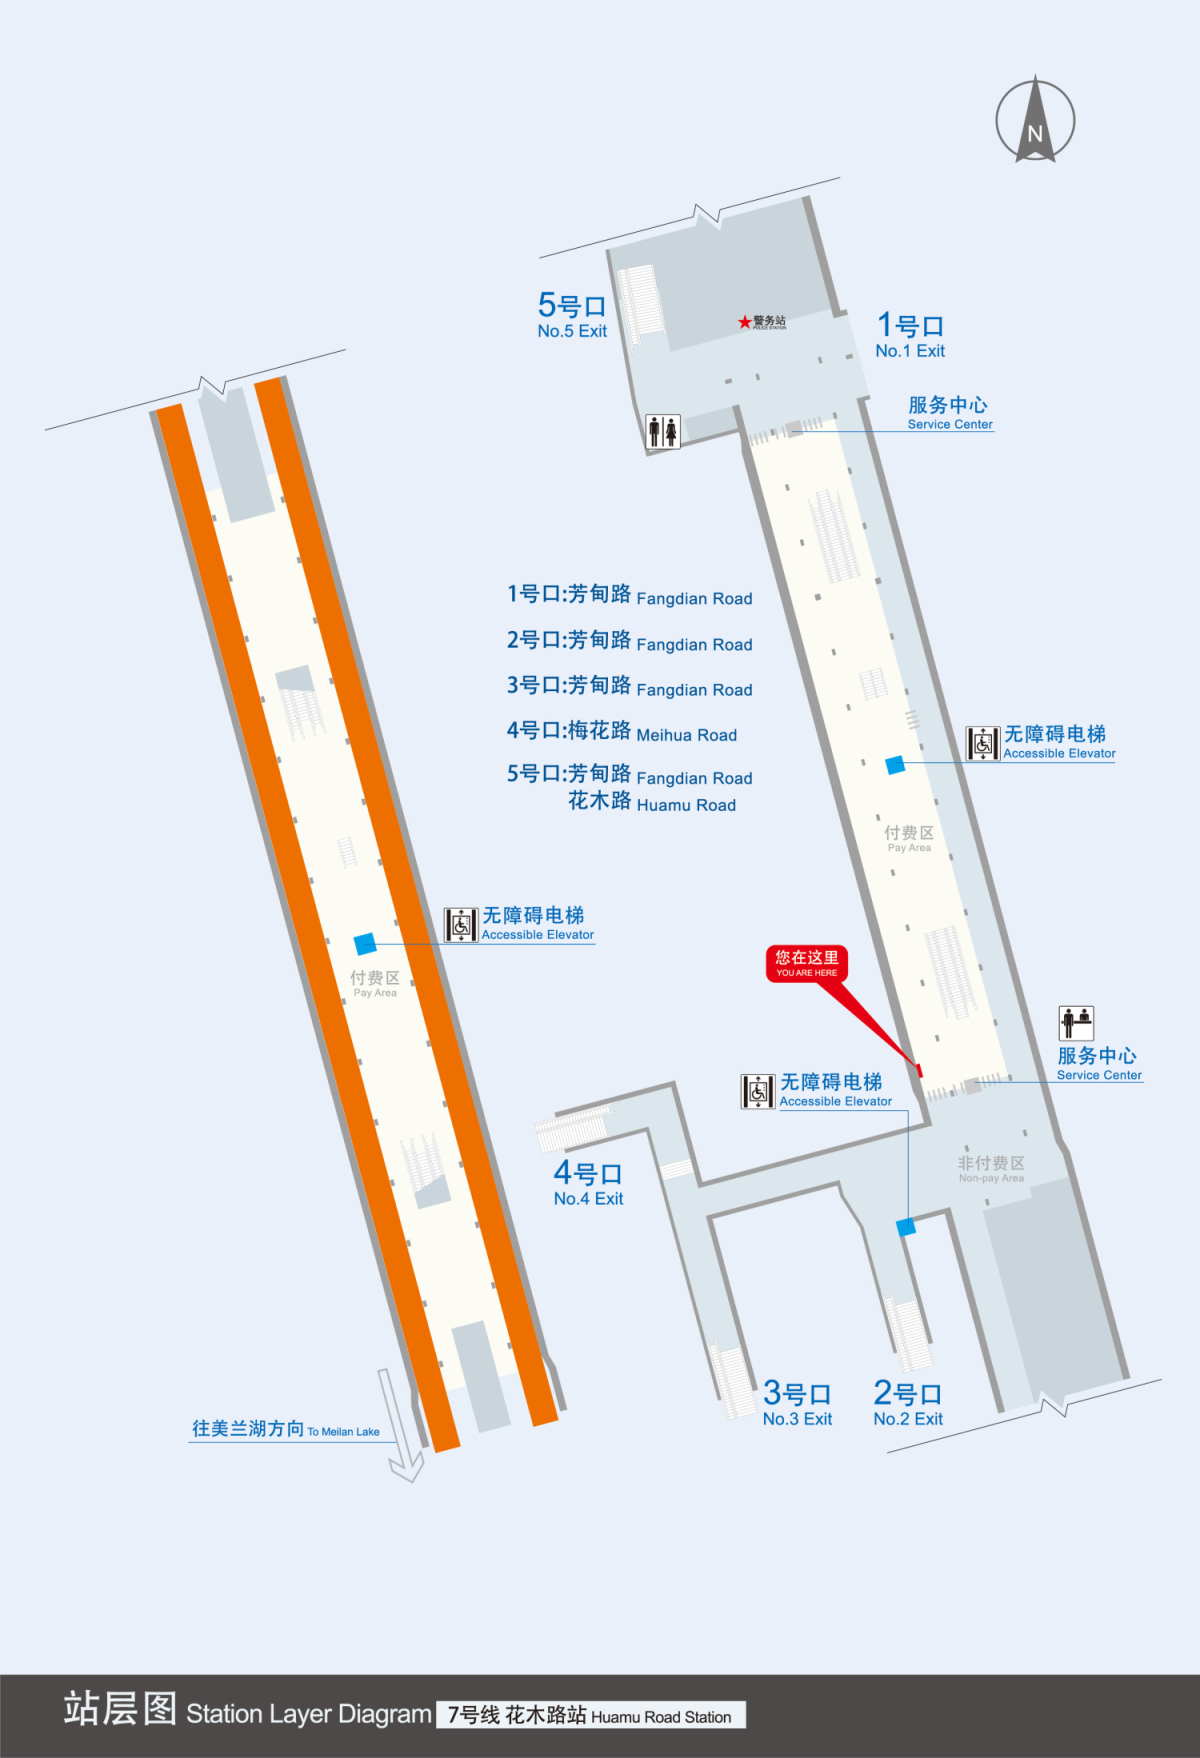 N
5号口
No.5 Exit
警务站
POLICE STATION
1号口
No.1 Exit
服务中心
Service Center
1号口:芳甸路 Fangdian Road
2号口:芳甸路 Fangdian Road
3号口:芳甸路 Fangdian Road
4号口:梅花路 Meihua Road
5号口:芳甸路 Fangdian Road
花木路 Huamu Road
无障碍电梯
Accessible Elevator
付费区
Pay Area
无障碍电梯
Accessible Elevator
付费区
Pay Area
您在这里
YOU ARE HERE
服务中心
Service Center
无障碍电梯
Accessible Elevator
4号口
No.4 Exit
非付费区
Non-pay Area
3号口
No.3 Exit
2号口
No.2 Exit
往美兰湖方向 To Meilan Lake
站层图 Station Layer Diagram 7号线 花木路站 Huamu Road Station